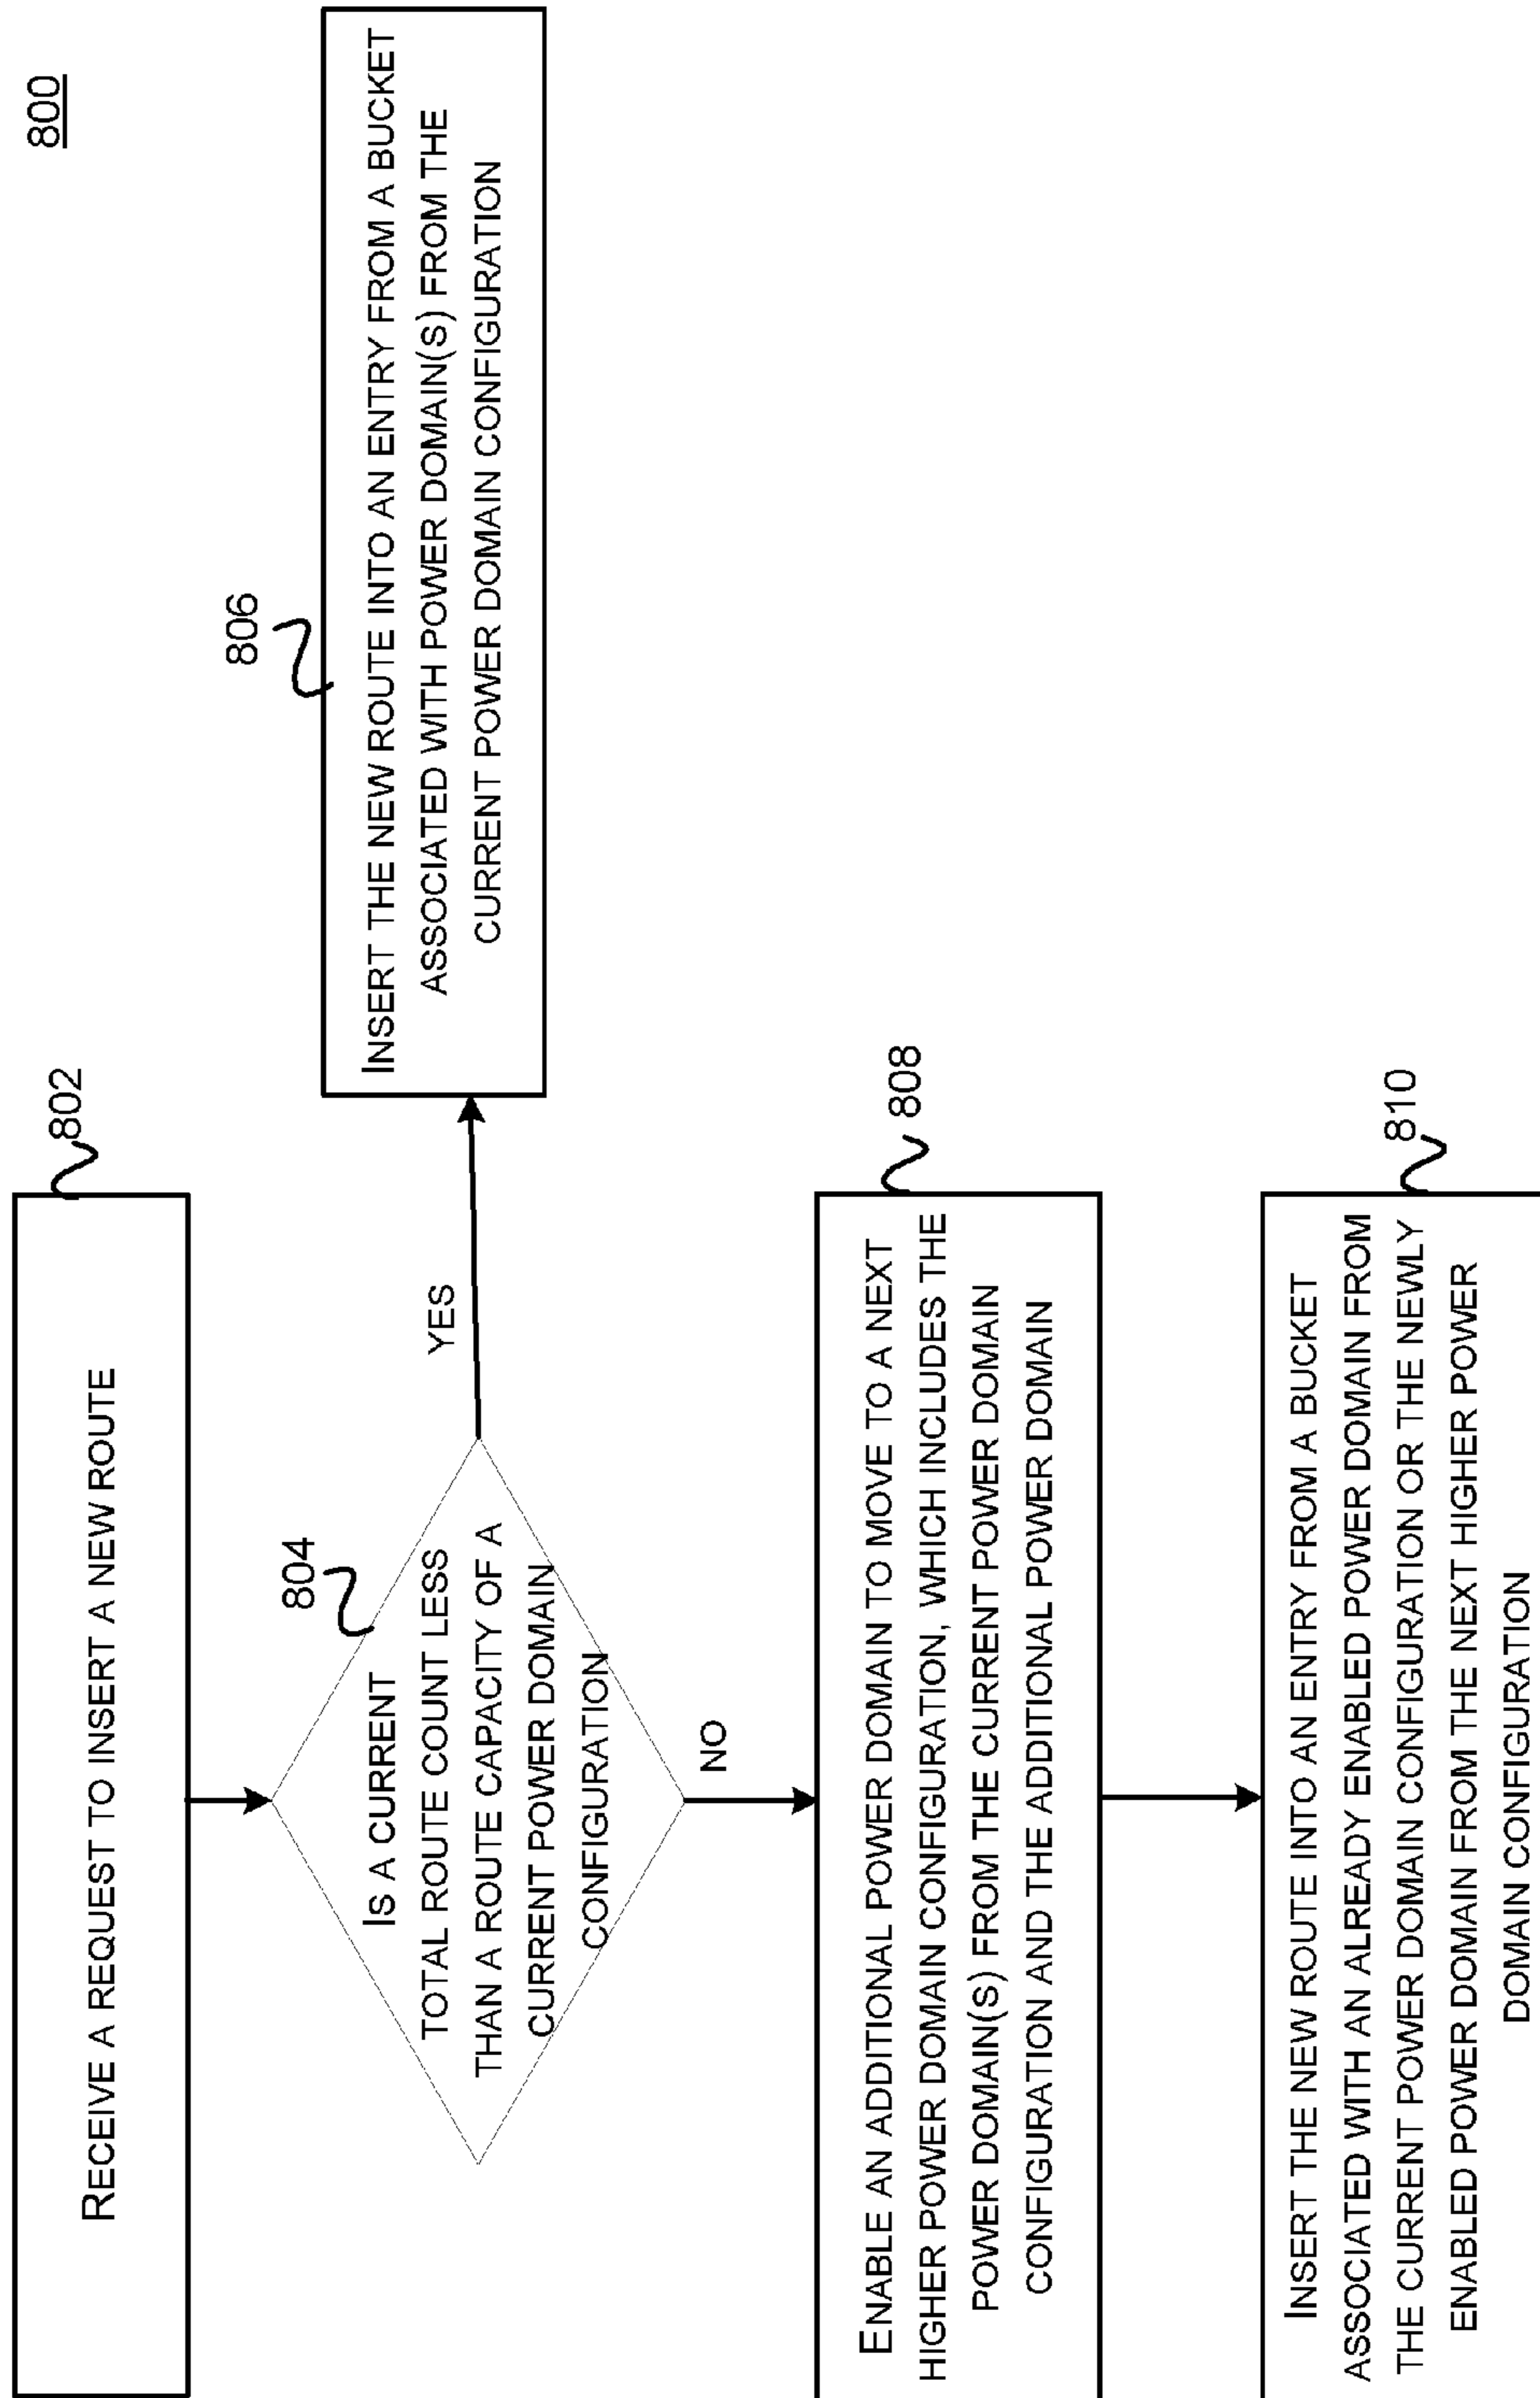 800
802
RECEIVE A REQUEST TO INSERT A NEW ROUTE
804
IS A CURRENT
TOTAL ROUTE COUNT LESS
THAN A ROUTE CAPACITY OF A
CURRENT POWER DOMAIN
CONFIGURATION
YES
806
INSERT THE NEW ROUTE INTO AN ENTRY FROM A BUCKET
ASSOCIATED WITH POWER DOMAIN(S) FROM THE
CURRENT POWER DOMAIN CONFIGURATION
NO
808
ENABLE AN ADDITIONAL POWER DOMAIN TO MOVE TO A NEXT
HIGHER POWER DOMAIN CONFIGURATION, WHICH INCLUDES THE
POWER DOMAIN(S) FROM THE CURRENT POWER DOMAIN
CONFIGURATION AND THE ADDITIONAL POWER DOMAIN
810
INSERT THE NEW ROUTE INTO AN ENTRY FROM A BUCKET
ASSOCIATED WITH AN ALREADY ENABLED POWER DOMAIN FROM
THE CURRENT POWER DOMAIN CONFIGURATION OR THE NEWLY
ENABLED POWER DOMAIN FROM THE NEXT HIGHER POWER
DOMAIN CONFIGURATION